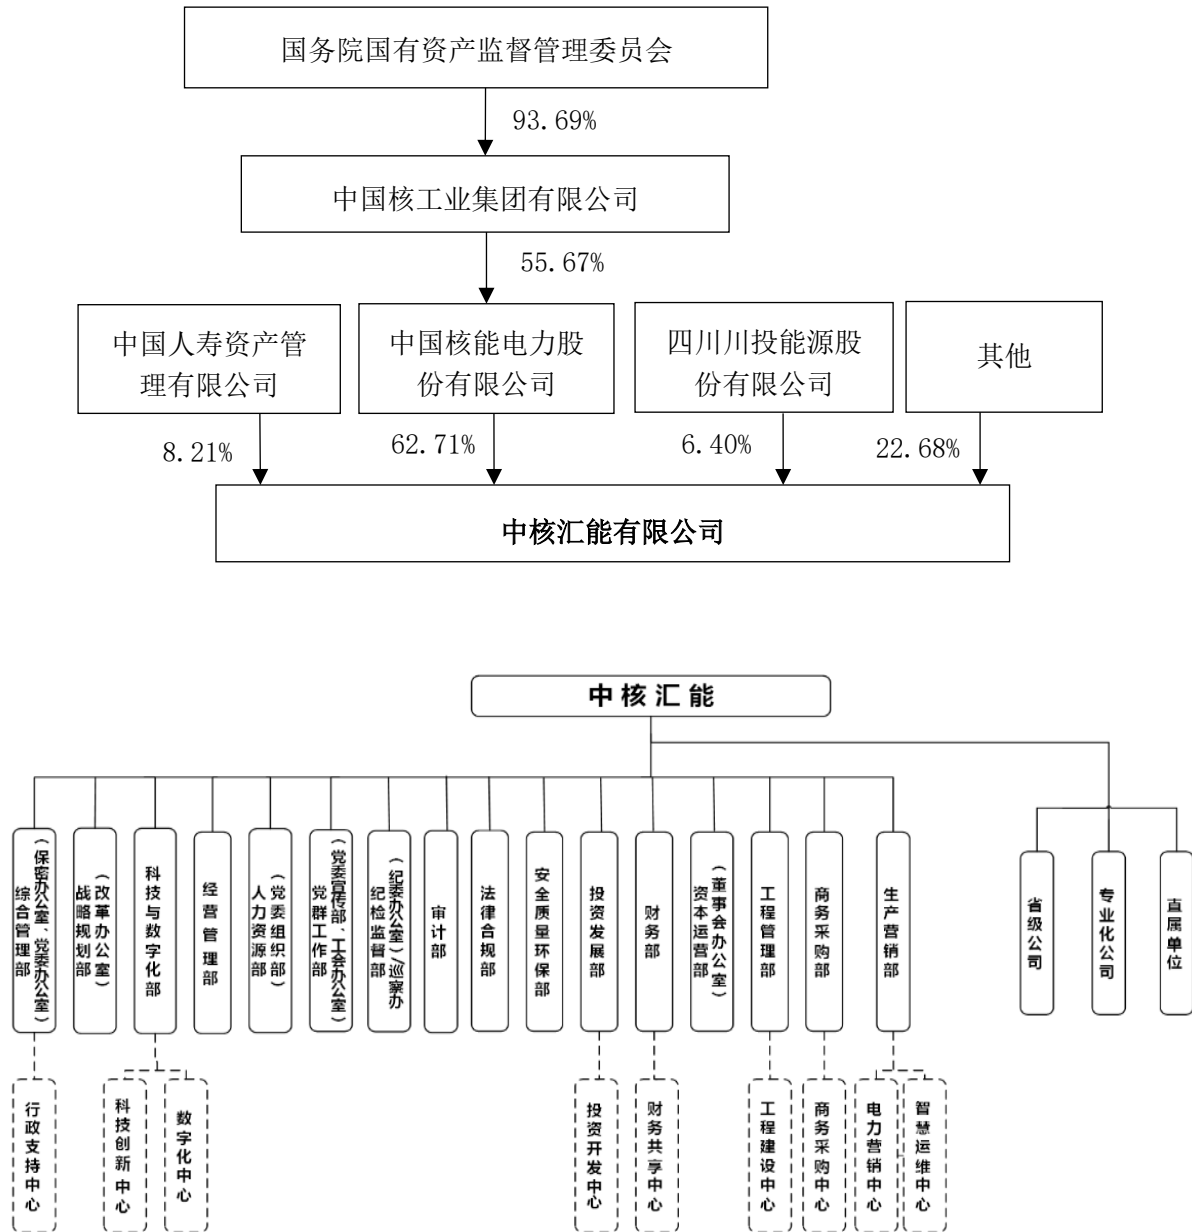 国务院国有资产监督管理委员会
93.69%
中国核工业集团有限公司
55.67%
中国人寿资产管
理有限公司
中国核能电力股
份有限公司
四川川投能源股
份有限公司
其他
8.21%
62.71%
6.40%
22.68%
中核汇能有限公司
中核汇能
综合管理部
（保密办公室、党委办公室）
战略规划部
（改革办公室）
科技与数字化部
经营管理部
人力资源部
（党委组织部）
党群工作部
（党委宣传部、工会办公室）
纪检监督部
（纪委办公室）/巡察办
审计部
法律合规部
安全质量环保部
投资发展部
财务部
资本运营部
（董事会办公室）
工程管理部
商务采购部
生产营销部
省级公司
专业化公司
直属单位
行政支持中心
科技创新中心
数字化中心
投资开发中心
财务共享中心
工程建设中心
商务采购中心
电力营销中心
智慧运维中心